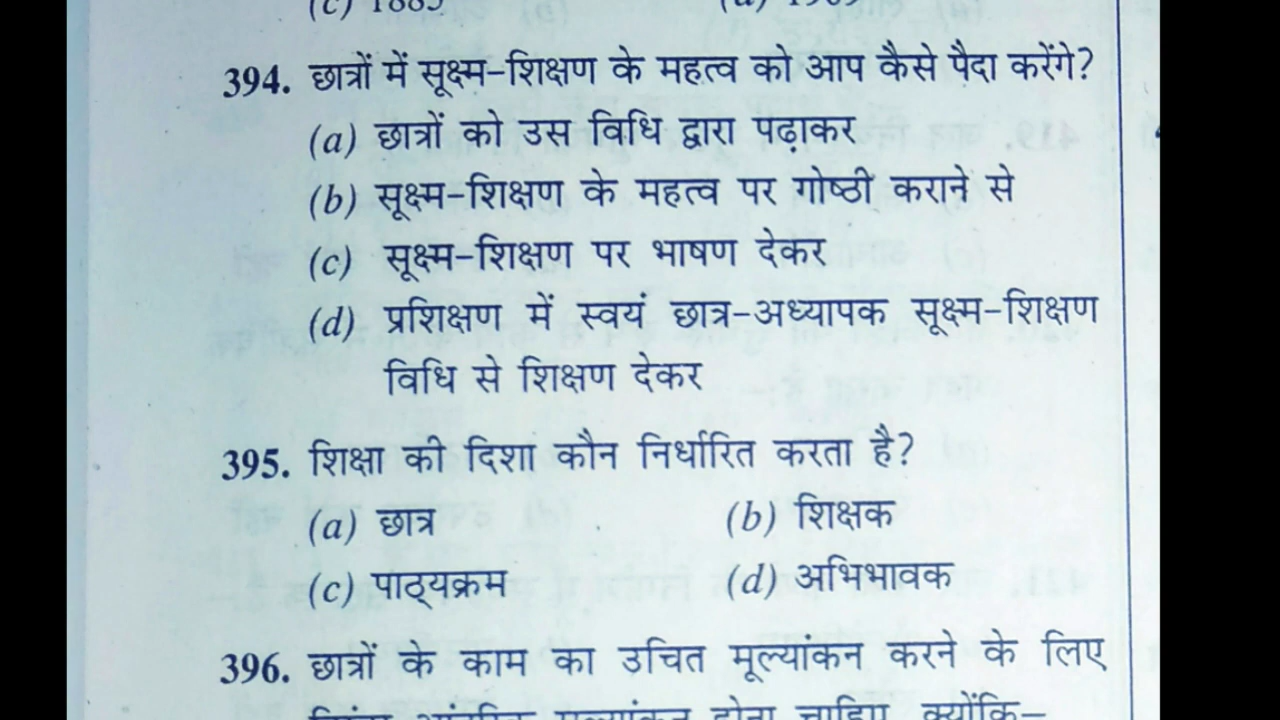 394. छात्रों में सूक्ष्म-शिक्षण के महत्व को आप कैसे पैदा करेंगे?
(a) छात्रों को उस विधि द्वारा पढ़ाकर
(b) सूक्ष्म-शिक्षण के महत्व पर गोष्ठी कराने से
(c) सूक्ष्म-शिक्षण पर भाषण देकर
(d) प्रशिक्षण में स्वयं छात्र-अध्यापक सूक्ष्म-शिक्षण
विधि से शिक्षण देकर
395. शिक्षा की दिशा कौन निर्धारित करता है?
(a) छात्र (b) शिक्षक
(c) पाठ्यक्रम (d) अभिभावक
396. छात्रों के काम का उचित मूल्यांकन करने के लिए
होना चाहिए, क्योंकि–